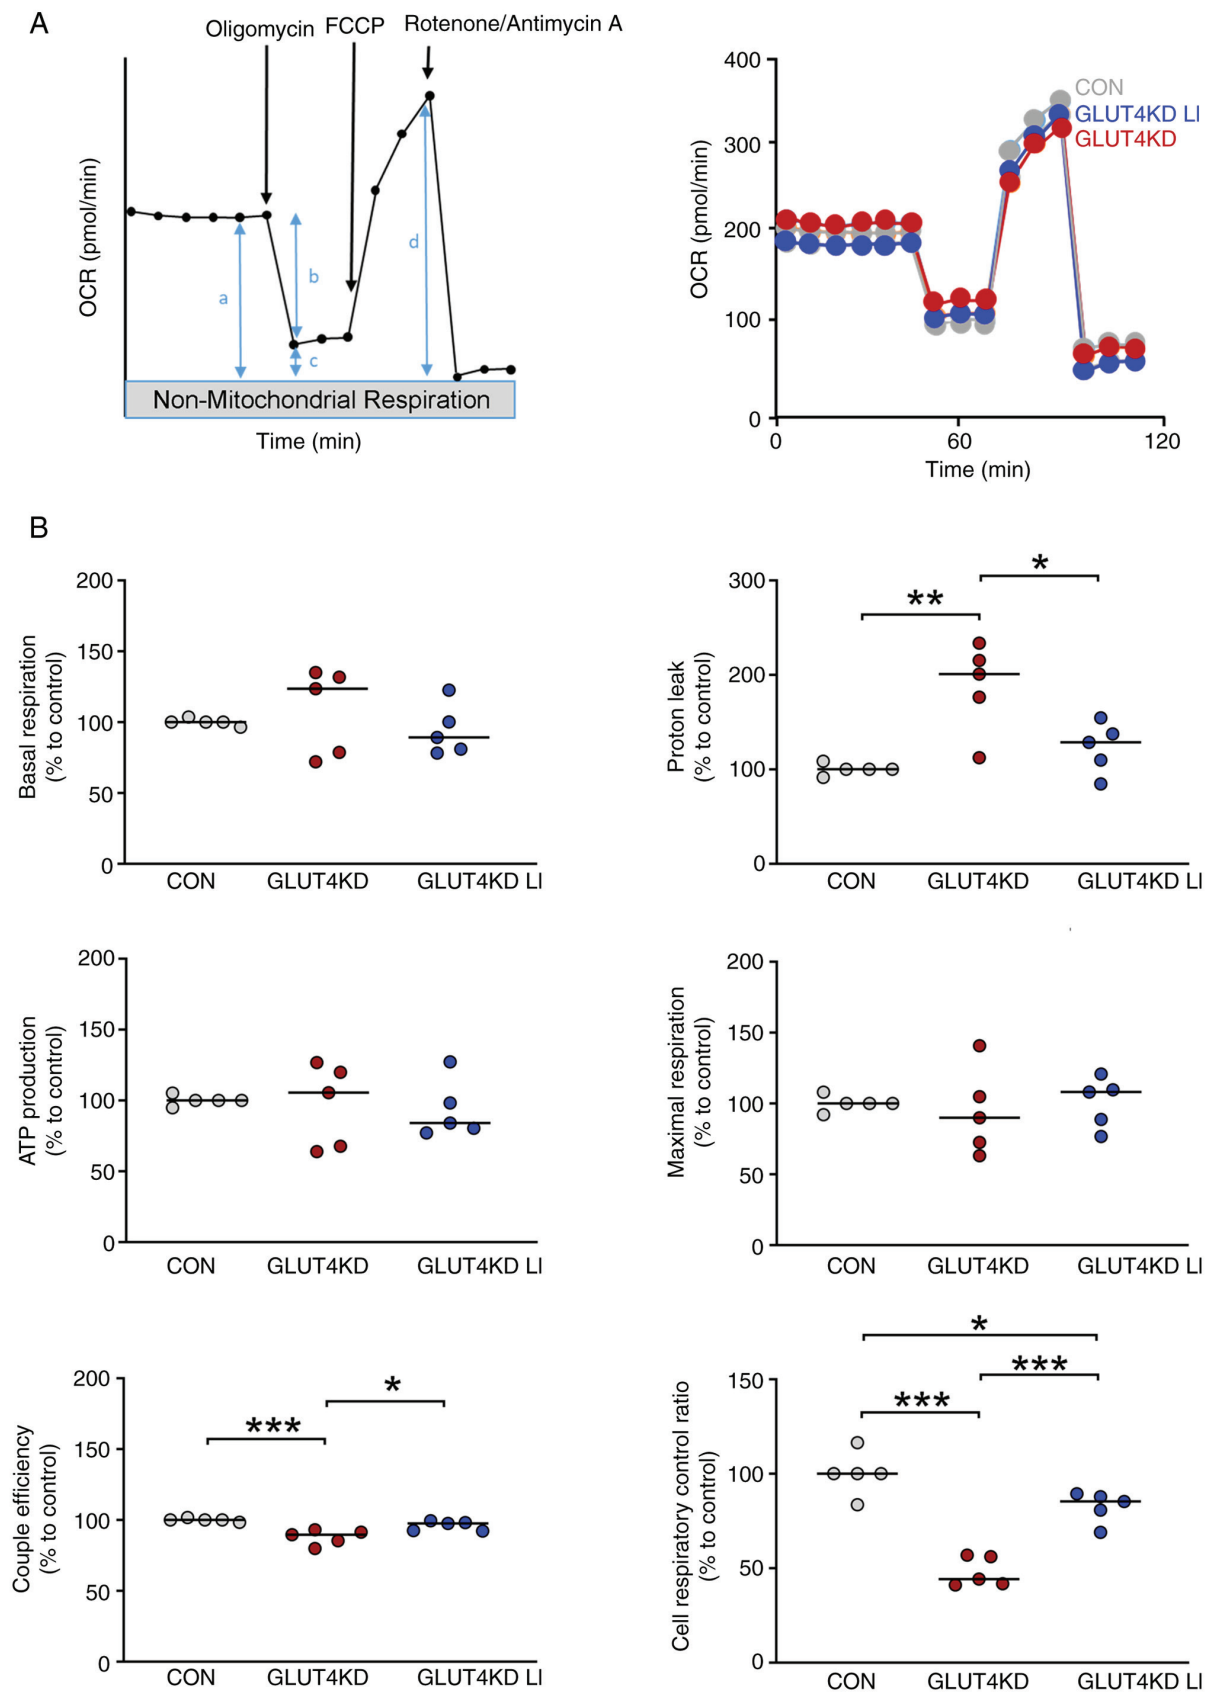 A
Oligomycin FCCP Rotenone/Antimycin A
OCR (pmol/min)
a
b
c
d
Non-Mitochondrial Respiration
Time (min)
400
300
200
100
0
OCR (pmol/min)
CON
GLUT4KD LI
GLUT4KD
0 60 120
Time (min)
B
200
150
100
50
0
Basal respiration
(% to control)
CON GLUT4KD GLUT4KD LI
300
200
100
0
Proton leak
(% to control)
**
*
CON GLUT4KD GLUT4KD LI
200
150
100
50
0
ATP production
(% to control)
CON GLUT4KD GLUT4KD LI
200
150
100
50
0
Maximal respiration
(% to control)
CON GLUT4KD GLUT4KD LI
200
150
100
50
0
Couple efficiency
(% to control)
***
*
CON GLUT4KD GLUT4KD LI
150
100
50
0
Cell respiratory control ratio
(% to control)
*
***
***
CON GLUT4KD GLUT4KD LI